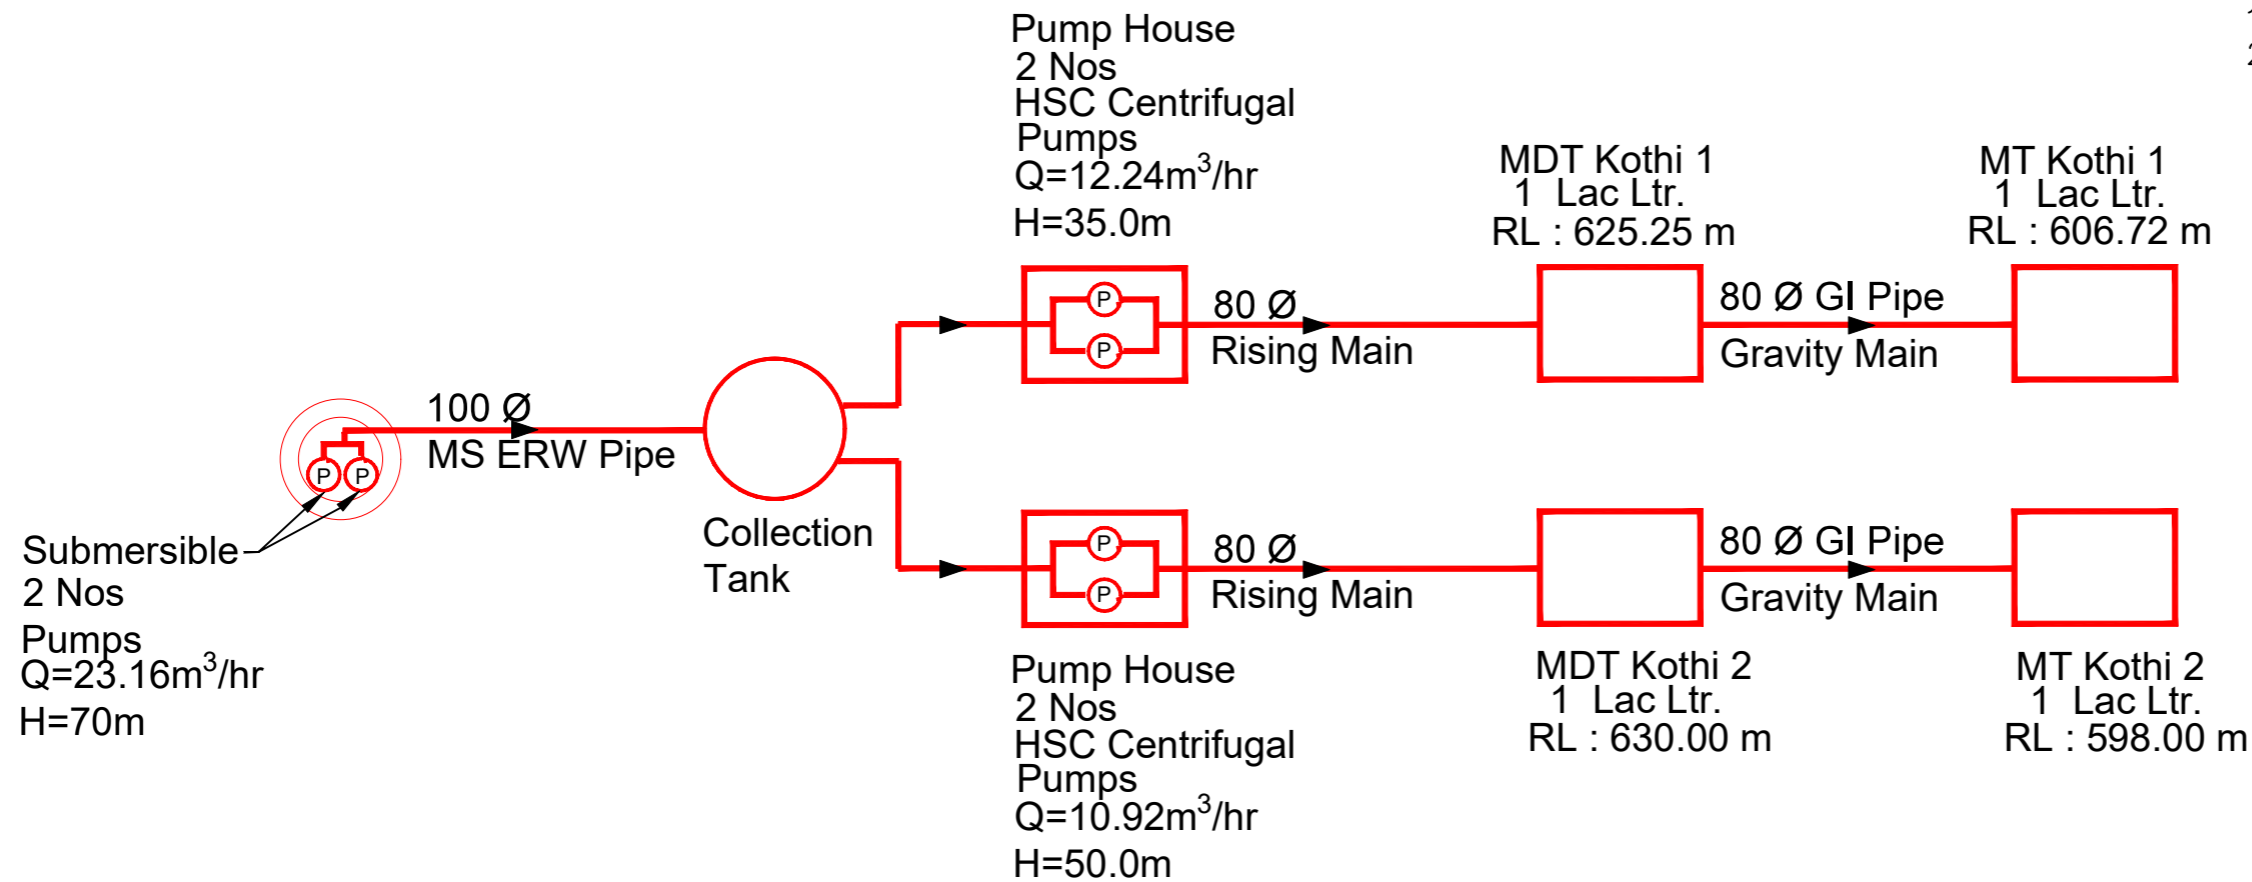 Pump House
2 Nos
HSC Centrifugal
Pumps
Q=12.24m³/hr
H=35.0m
MDT Kothi 1
1 Lac Ltr.
RL : 625.25 m
MT Kothi 1
1 Lac Ltr.
RL : 606.72 m
P
P
80 Ø
Rising Main
80 Ø GI Pipe
Gravity Main
100 Ø
MS ERW Pipe
P
P
Submersible
2 Nos
Pumps
Q=23.16m³/hr
H=70m
Collection
Tank
P
P
80 Ø
Rising Main
80 Ø GI Pipe
Gravity Main
Pump House
2 Nos
HSC Centrifugal
Pumps
Q=10.92m³/hr
H=50.0m
MDT Kothi 2
1 Lac Ltr.
RL : 630.00 m
MT Kothi 2
1 Lac Ltr.
RL : 598.00 m